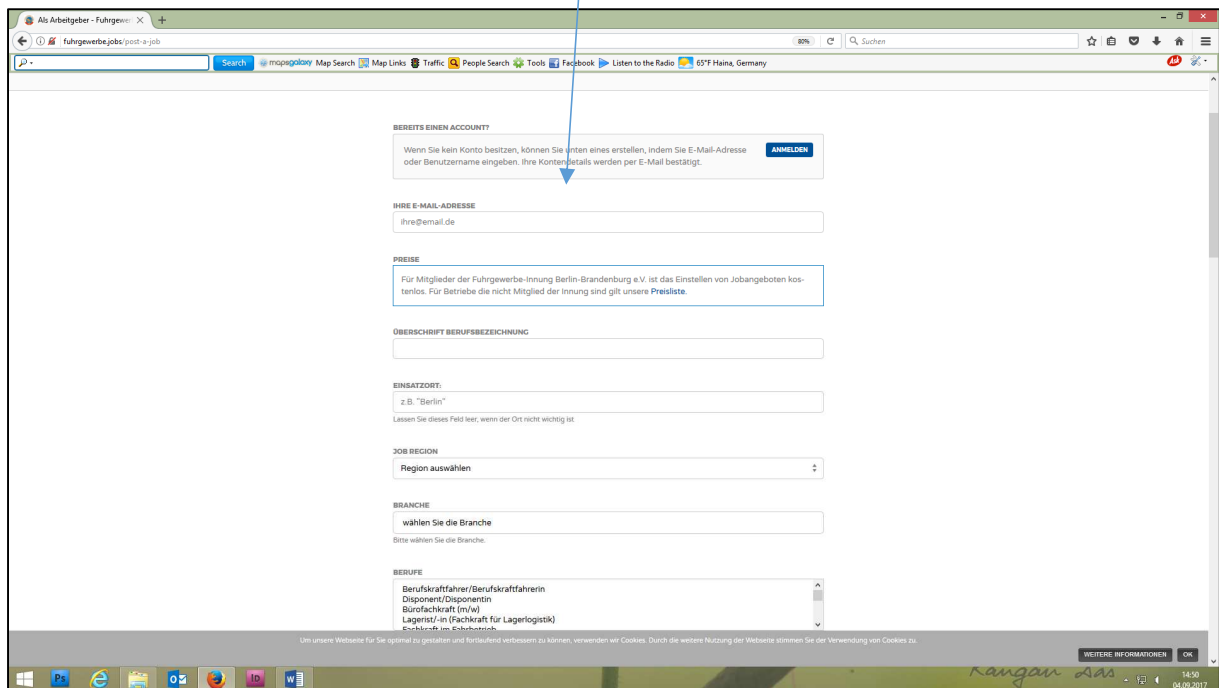 Als Arbeitgeber - Fuhrgewer
fuhrgewerbe.jobs/post-a-job
80%
Suchen
Search
mapsgalaxy
Map Search
Map Links
Traffic
People Search
Tools
Facebook
Listen to the Radio
65°F Haina, Germany
Ask
BEREITS EINEN ACCOUNT?
Wenn Sie kein Konto besitzen, können Sie unten eines erstellen, indem Sie E-Mail-Adresse
oder Benutzername eingeben. Ihre Kontendetails werden per E-Mail bestätigt.
ANMELDEN
IHRE E-MAIL-ADRESSE
ihre@email.de
PREISE
Für Mitglieder der Fuhrgewerbe-Innung Berlin-Brandenburg e.V. ist das Einstellen von Jobangeboten kos-
tenlos. Für Betriebe die nicht Mitglied der Innung sind gilt unsere Preisliste.
ÜBERSCHRIFT BERUFSBEZEICHNUNG
EINSATZORT:
z.B. "Berlin"
Lassen Sie dieses Feld leer, wenn der Ort nicht wichtig ist
JOB REGION
Region auswählen
BRANCHE
wählen Sie die Branche
Bitte wählen Sie die Branche.
BERUFE
Berufskraftfahrer/Berufskraftfahrerin
Disponent/Disponentin
Bürofachkraft (m/w)
Lagerist/-in (Fachkraft für Lagerlogistik)
Fachkraft im Fahrbetrieb
Um unsere Webseite für Sie optimal zu gestalten und fortlaufend verbessern zu können, verwenden wir Cookies. Durch die weitere Nutzung der Webseite stimmen Sie der Verwendung von Cookies zu.
WEITERE INFORMATIONEN
OK
Ps
Id
Kangan
14:50
04.09.2017